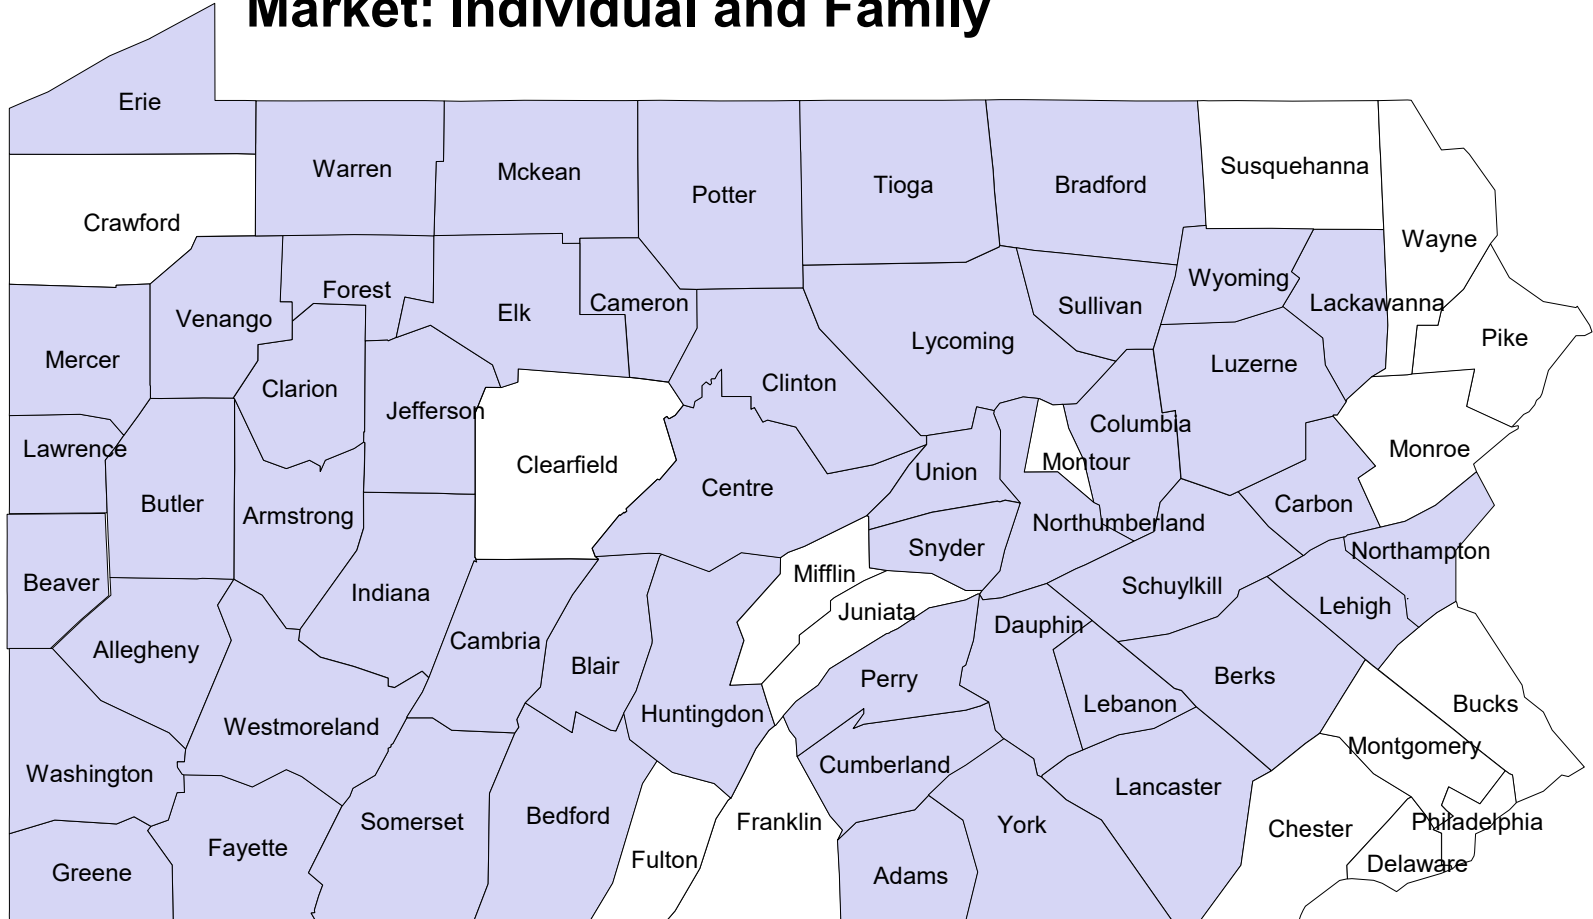 Market: Individual and Family
Erie
Warren
Mckean
Potter
Tioga
Bradford
Susquehanna
Crawford
Wayne
Forest
Venango
Elk
Cameron
Wyoming
Lackawanna
Sullivan
Lycoming
Pike
Mercer
Clarion
Jefferson
Clinton
Luzerne
Lawrence
Columbia
Clearfield
Montour
Monroe
Butler
Armstrong
Centre
Union
Carbon
Northumberland
Northampton
Snyder
Beaver
Indiana
Mifflin
Schuylkill
Juniata
Lehigh
Allegheny
Cambria
Blair
Dauphin
Perry
Berks
Lebanon
Bucks
Huntingdon
Westmoreland
Montgomery
Washington
Cumberland
Lancaster
Somerset
Bedford
Franklin
York
Chester
Philadelphia
Fayette
Fulton
Delaware
Greene
Adams